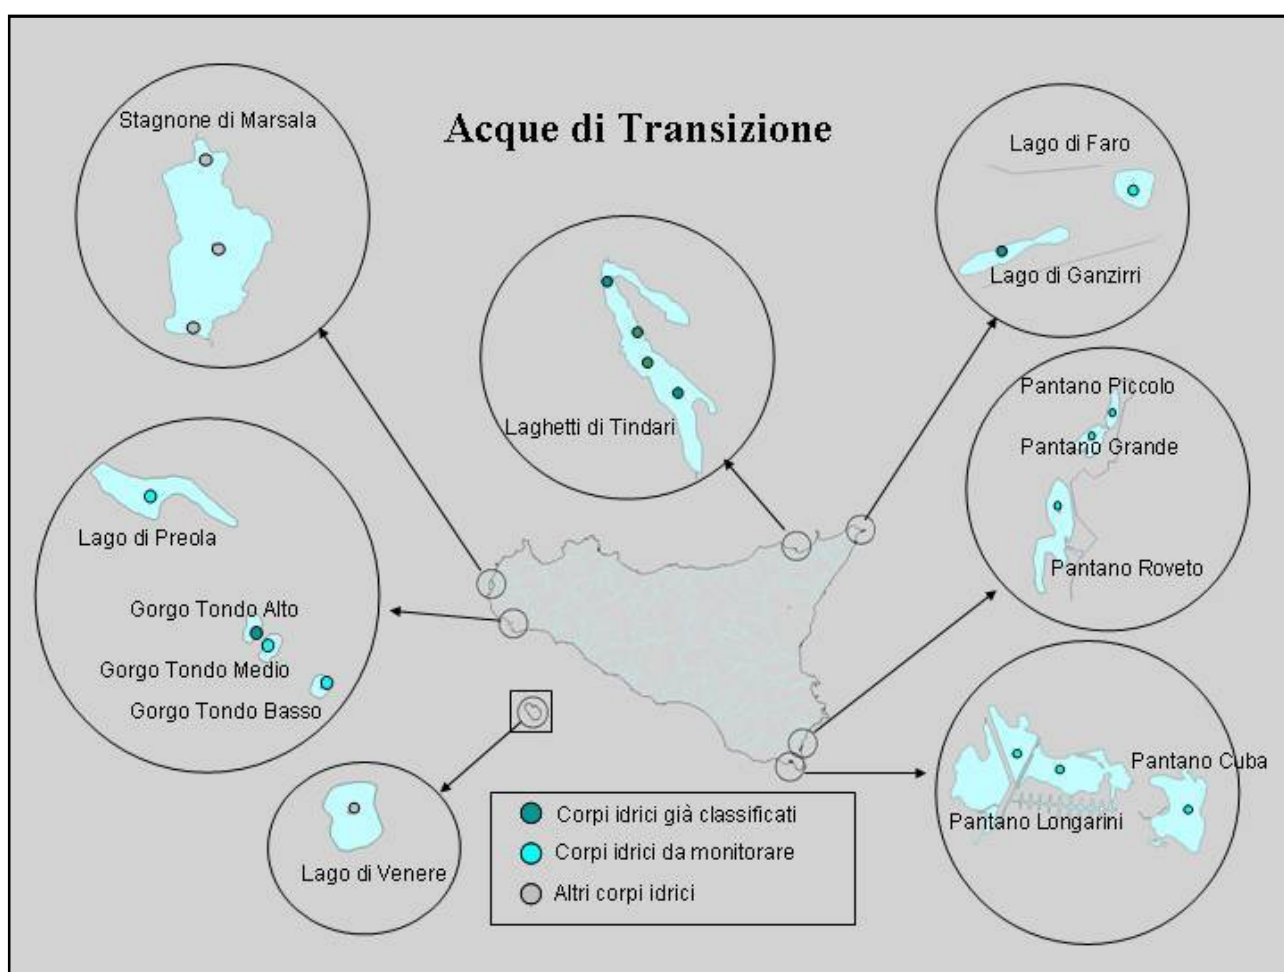 Acque di Transizione
Stagnone di Marsala
Lago di Faro
Lago di Ganzirri
Laghetti di Tindari
Pantano Piccolo
Pantano Grande
Pantano Roveto
Lago di Preola
Gorgo Tondo Alto
Gorgo Tondo Medio
Gorgo Tondo Basso
Pantano Cuba
Pantano Longarini
Lago di Venere
Corpi idrici già classificati
Corpi idrici da monitorare
Altri corpi idrici